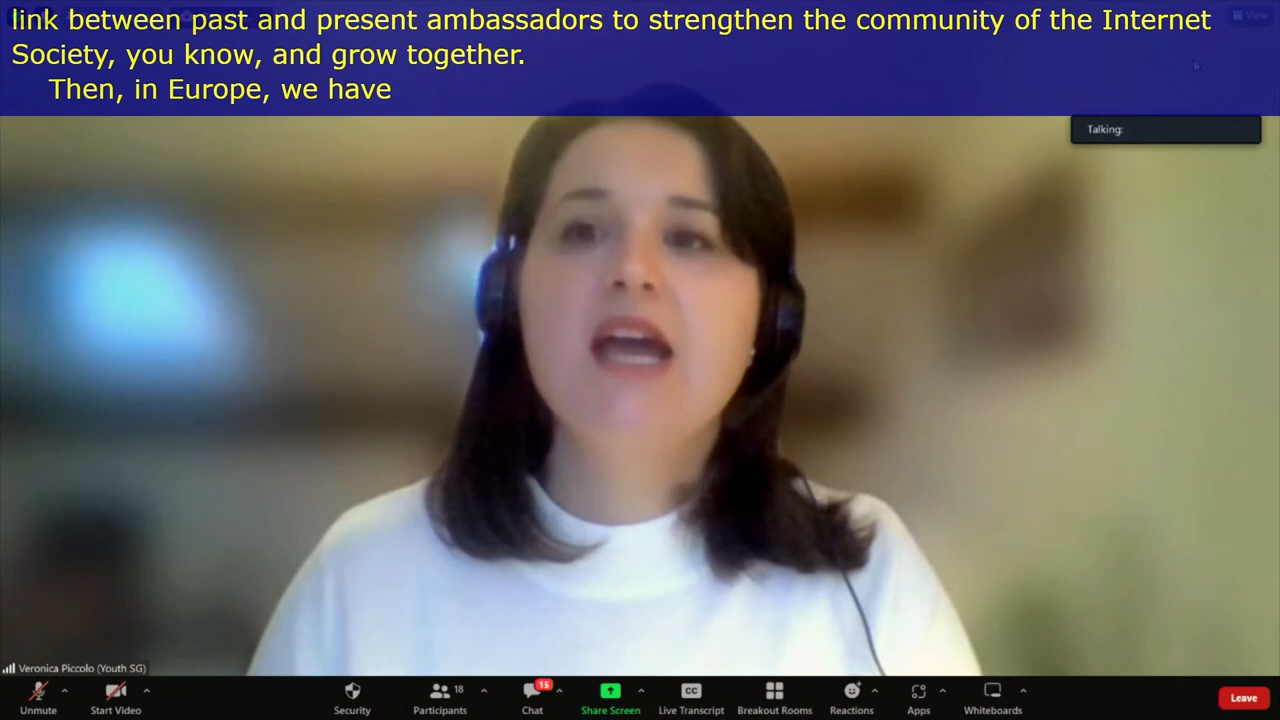 link between past and present ambassadors to strengthen the community of the Internet
Society, you know, and grow together.
Then, in Europe, we have
View
Talking:
Veronica Piccolo (Youth SG)
Unmute
Start Video
Security
18
Participants
15
Chat
Share Screen
CC
Live Transcript
Breakout Rooms
Reactions
Apps
Whiteboards
Leave